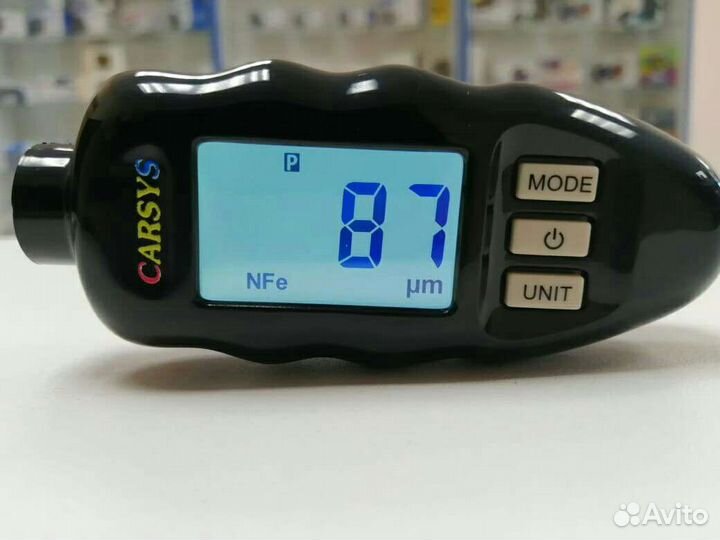 CARSYS
P
87
NFe
µm
MODE
UNIT
Avito